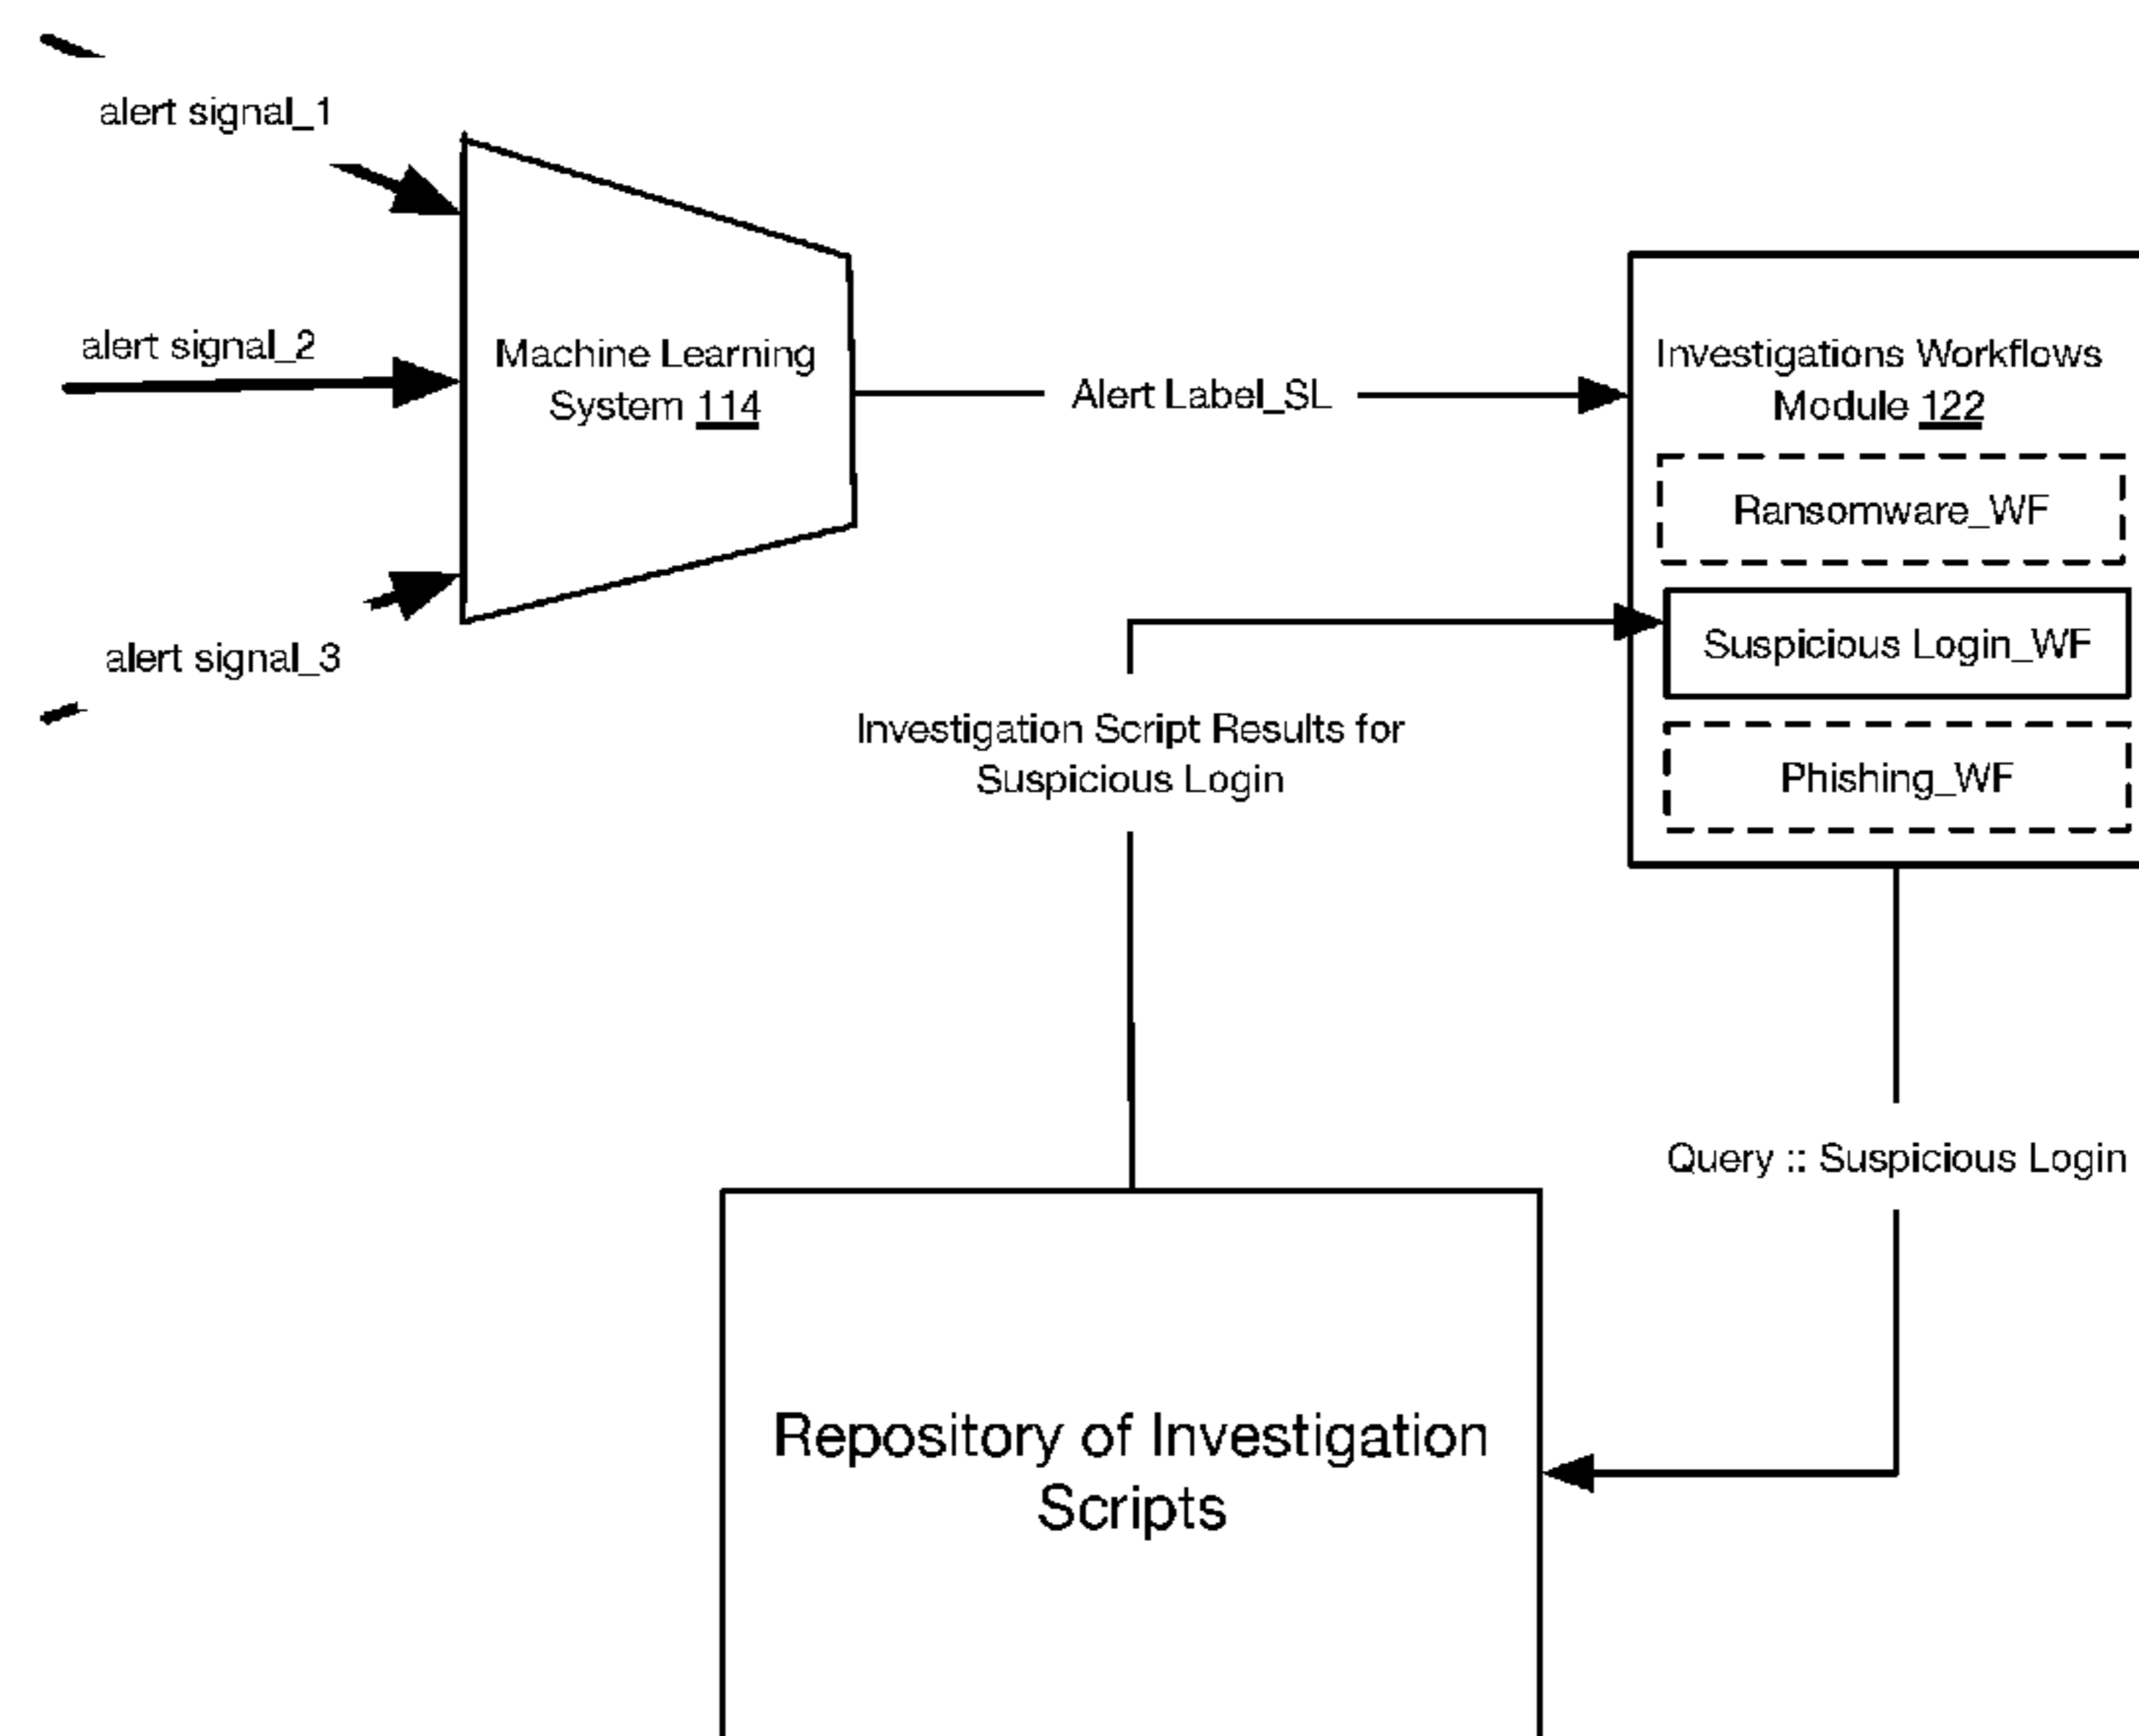 alert signal_1
alert signal_2
Machine Learning
System 114
alert signal_3
Alert Label_SL
Investigations Workflows
Module 122
Ransomware_WF
Suspicious Login_WF
Phishing_WF
Investigation Script Results for
Suspicious Login
Query :: Suspicious Login
Repository of Investigation
Scripts